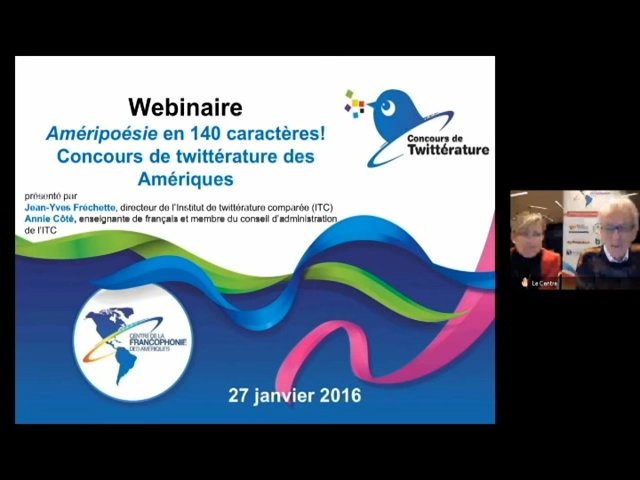 Webinaire
Améripoésie en 140 caractères!
Concours de twittérature des
Amériques
Concours de
Twittérature
présenté par
Jean-Yves Fréchette, directeur de l'Institut de twittérature comparée (ITC)
Annie Côté, enseignante de français et membre du conseil d'administration
de l'ITC
CENTRE DE LA
FRANCOPHONIE
DES AMÉRIQUES
27 janvier 2016
Le Centre